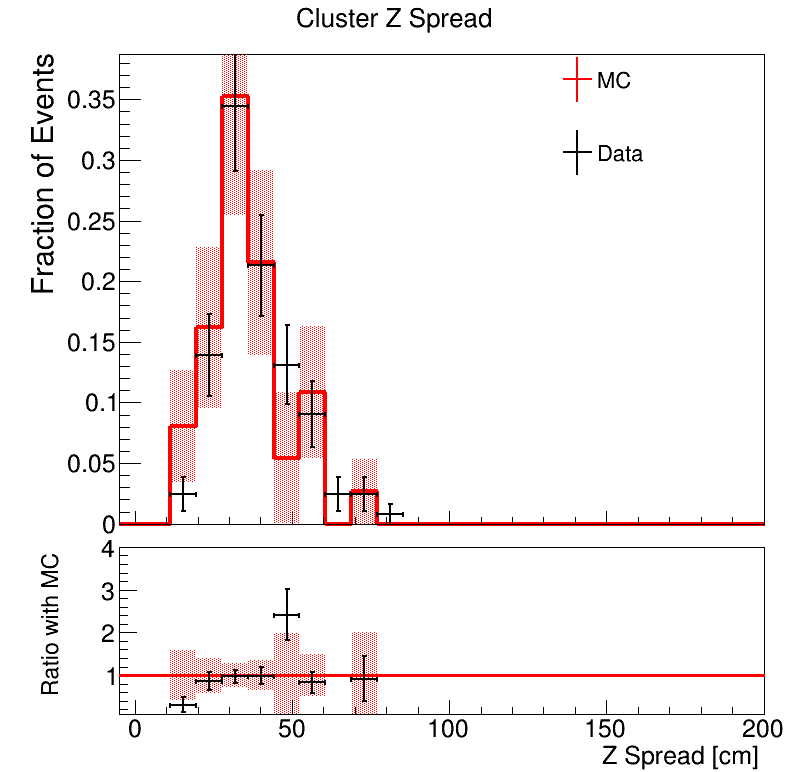 Cluster Z Spread
Fraction of Events
0.35
0.3
0.25
0.2
0.15
0.1
0.05
0
MC
Data
Ratio with MC
4
3
2
1
0 50 100 150 200
Z Spread [cm]